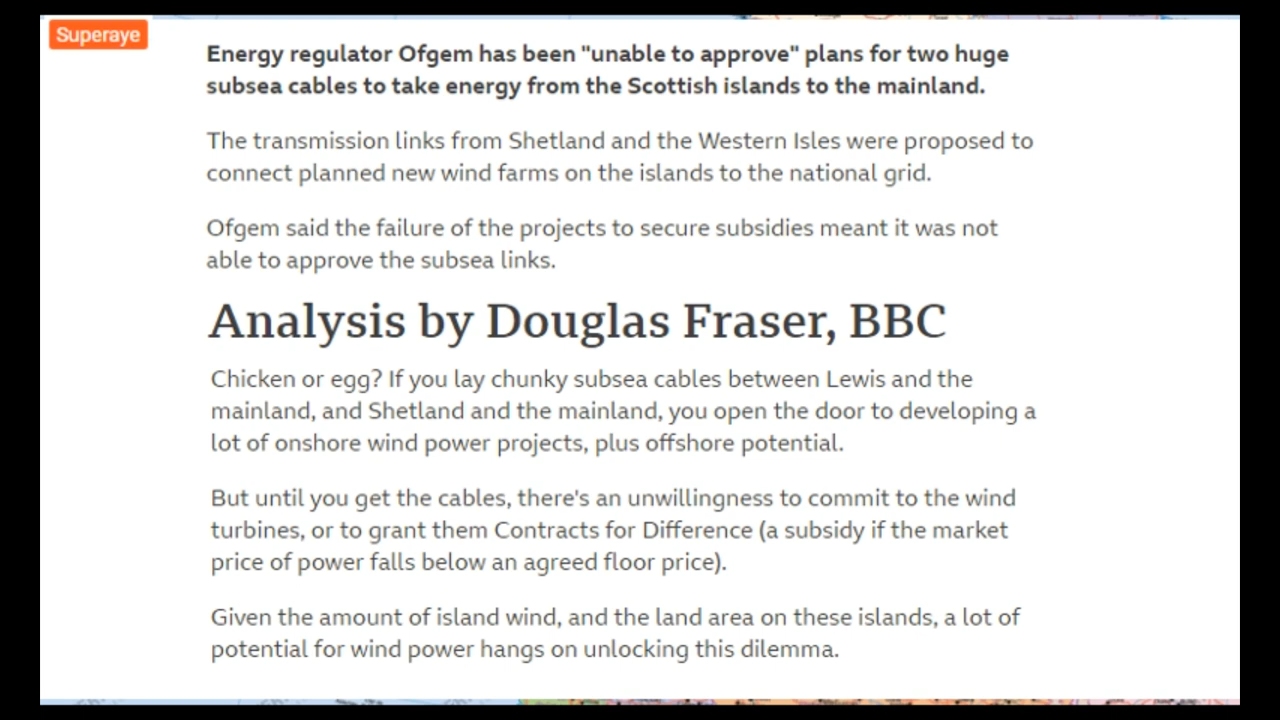 Superaye
Energy regulator Ofgem has been "unable to approve" plans for two huge
subsea cables to take energy from the Scottish islands to the mainland.
The transmission links from Shetland and the Western Isles were proposed to
connect planned new wind farms on the islands to the national grid.
Ofgem said the failure of the projects to secure subsidies meant it was not
able to approve the subsea links.
Analysis by Douglas Fraser, BBC
Chicken or egg? If you lay chunky subsea cables between Lewis and the
mainland, and Shetland and the mainland, you open the door to developing a
lot of onshore wind power projects, plus offshore potential.
But until you get the cables, there's an unwillingness to commit to the wind
turbines, or to grant them Contracts for Difference (a subsidy if the market
price of power falls below an agreed floor price).
Given the amount of island wind, and the land area on these islands, a lot of
potential for wind power hangs on unlocking this dilemma.